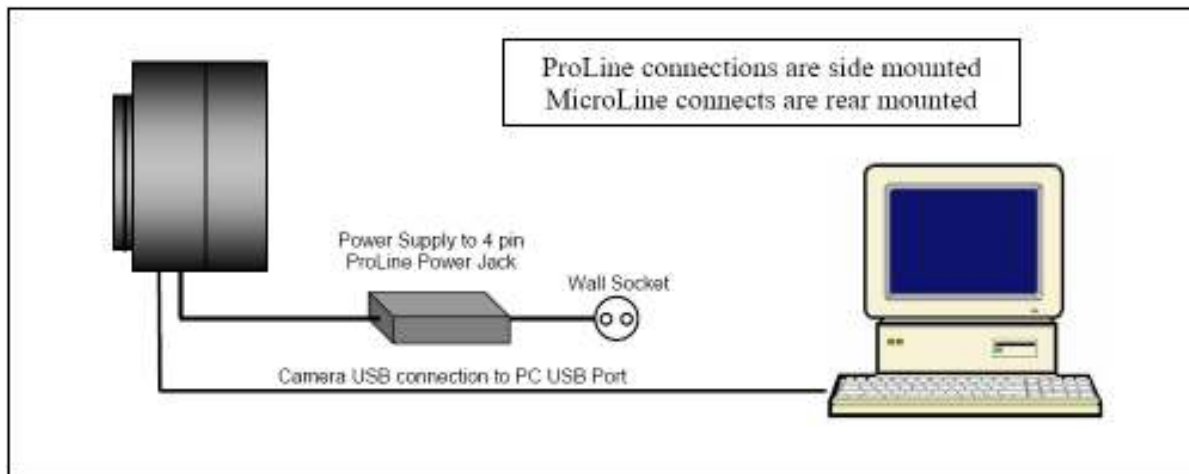 ProLine connections are side mounted
MicroLine connects are rear mounted
Power Supply to 4 pin
ProLine Power Jack
Wall Socket
Camera USB connection to PC USB Port